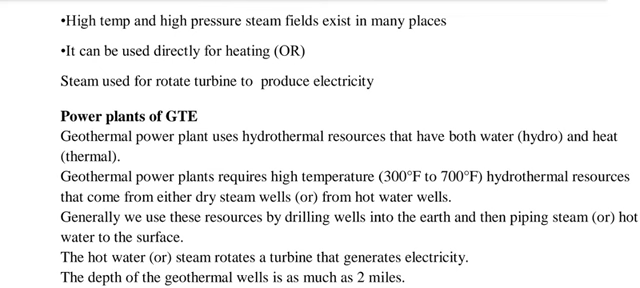 •High temp and high pressure steam fields exist in many places
•It can be used directly for heating (OR)
Steam used for rotate turbine to  produce electricity
Power plants of GTE
Geothermal power plant uses hydrothermal resources that have both water (hydro) and heat
(thermal).
Geothermal power plants requires high temperature (300°F to 700°F) hydrothermal resources
that come from either dry steam wells (or) from hot water wells.
Generally we use these resources by drilling wells into the earth and then piping steam (or) hot
water to the surface.
The hot water (or) steam rotates a turbine that generates electricity.
The depth of the geothermal wells is as much as 2 miles.